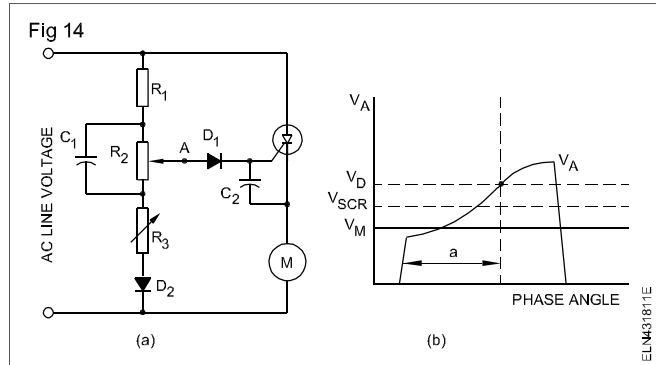 Fig 14
AC LINE VOLTAGE
R1
C1
R2
A
D1
C2
R3
D2
M
(a)
VA
VD
VSCR
VM
VA
a
PHASE ANGLE
(b)
ELN431811E